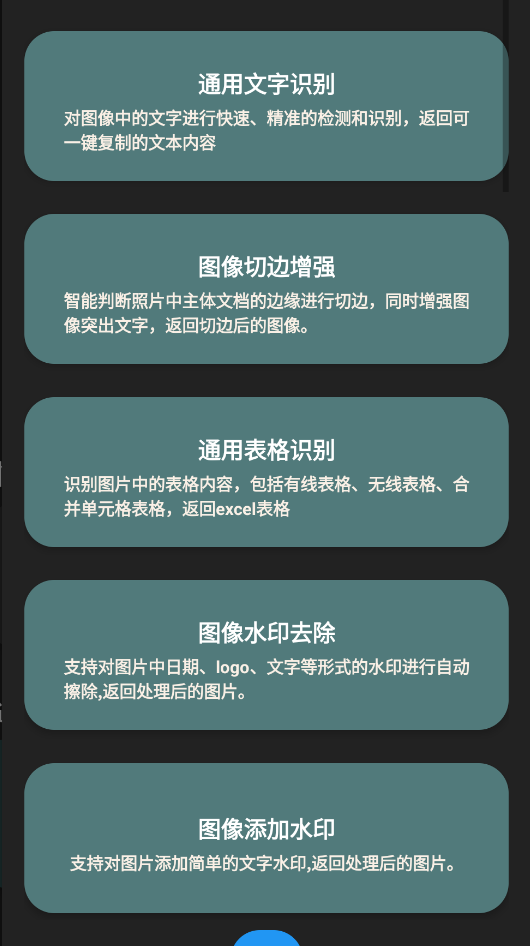 通用文字识别
对图像中的文字进行快速、精准的检测和识别，返回可
一键复制的文本内容
图像切边增强
智能判断照片中主体文档的边缘进行切边，同时增强图
像突出文字，返回切边后的图像。
通用表格识别
识别图片中的表格内容，包括有线表格、无线表格、合
并单元格表格，返回excel表格
图像水印去除
支持对图片中日期、logo、文字等形式的水印进行自动
擦除,返回处理后的图片。
图像添加水印
支持对图片添加简单的文字水印,返回处理后的图片。